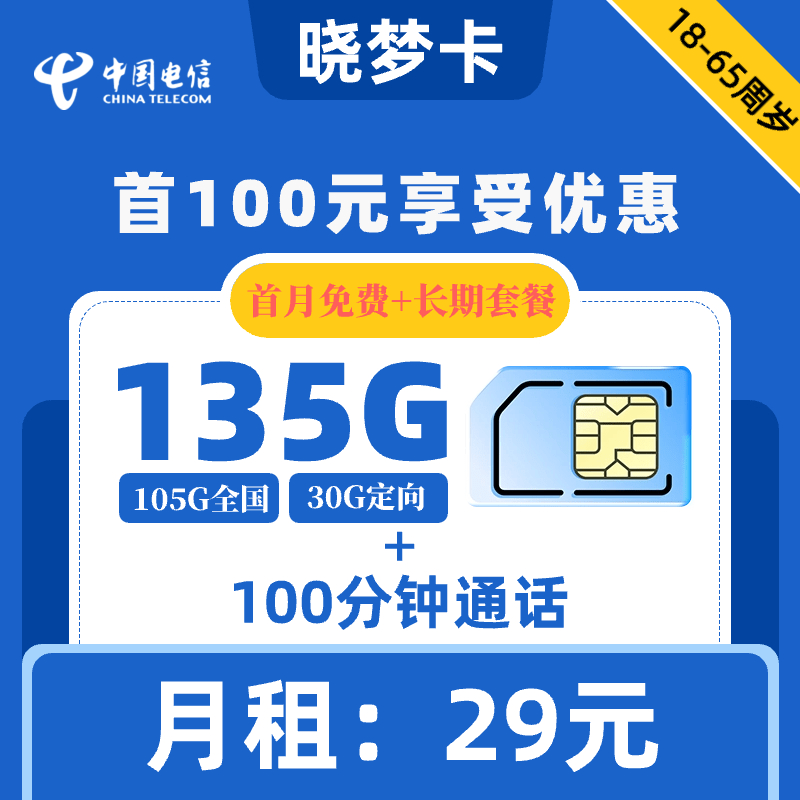 中国电信
CHINA TELECOM
晓梦卡
18-65周岁
首100元享受优惠
首月免费+长期套餐
135G
105G全国
30G定向
+
100分钟通话
月租：29元